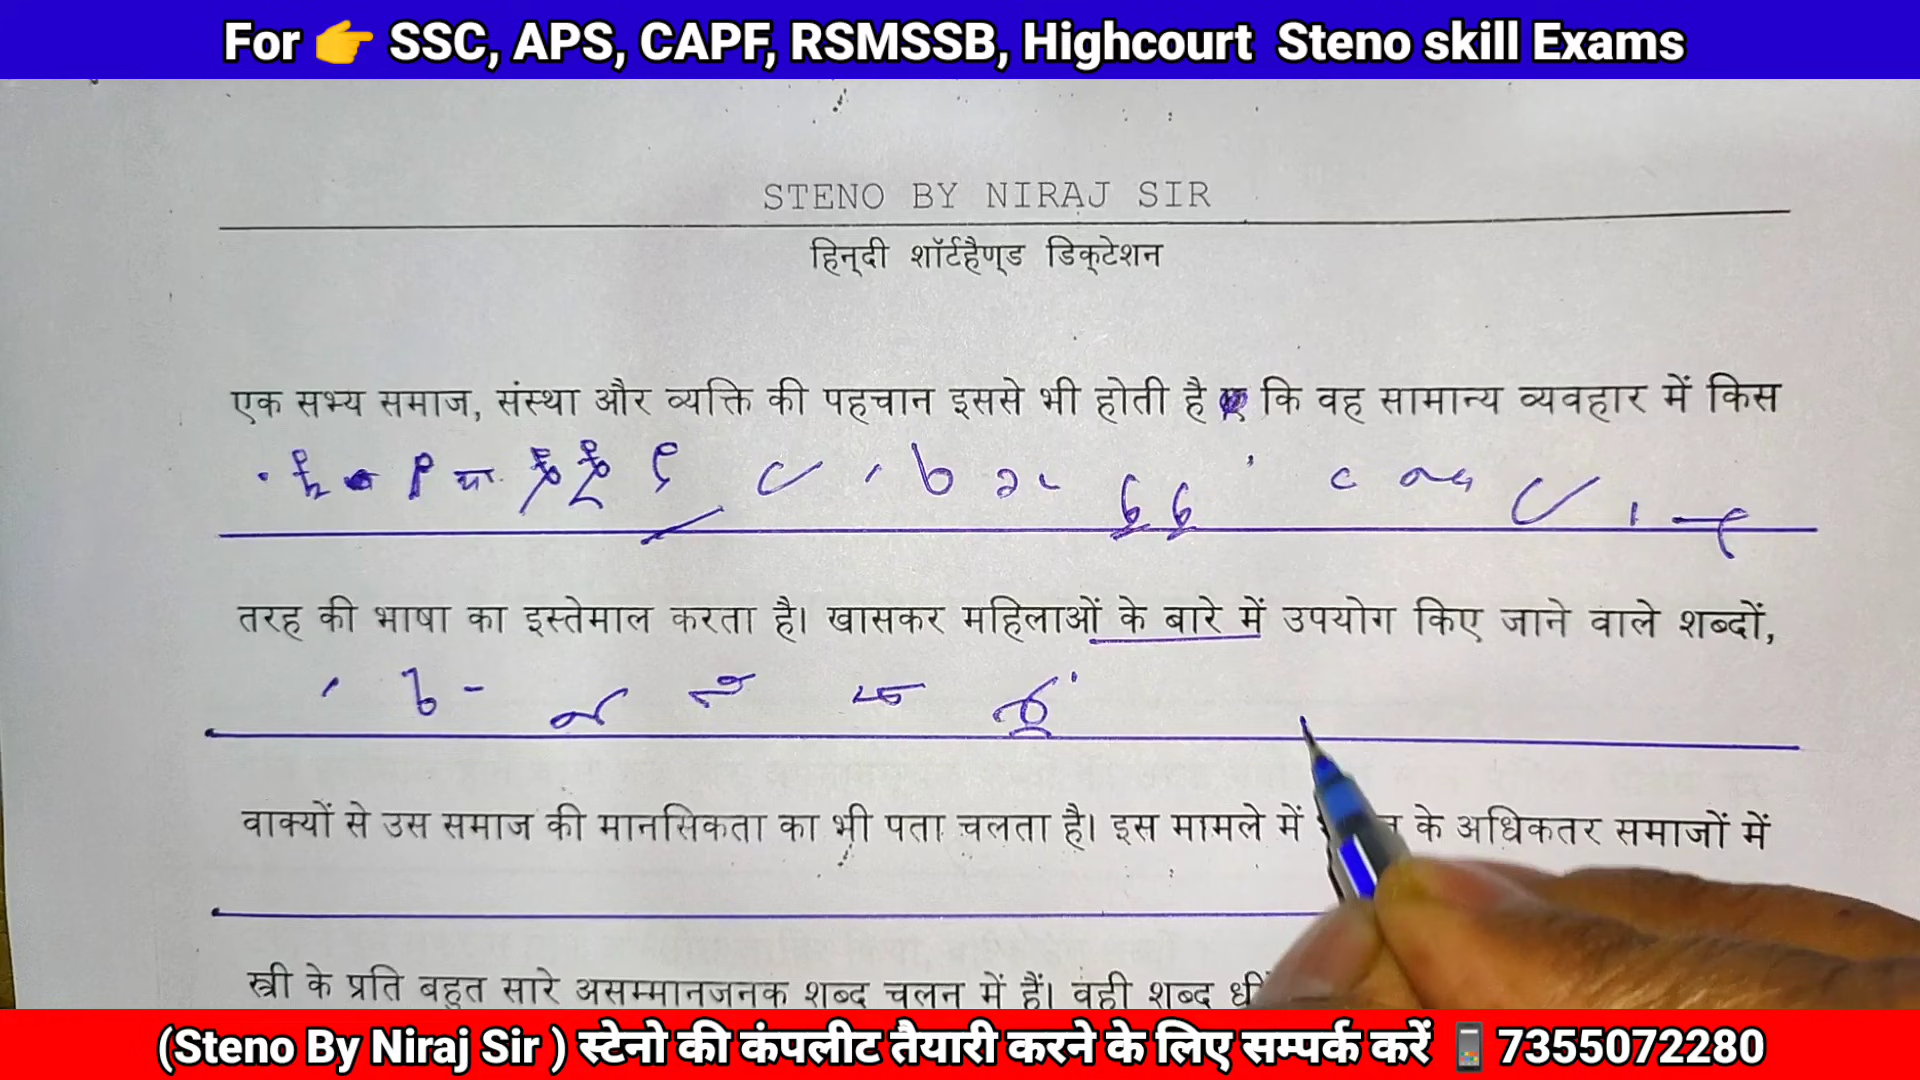 For 👉 SSC, APS, CAPF, RSMSSB, Highcourt Steno skill Exams
STENO BY NIRAJ SIR
हिन्दी शॉर्टहैण्ड डिक्टेशन
एक सभ्य समाज, संस्था और व्यक्ति की पहचान इससे भी होती है कि वह सामान्य व्यवहार में किस
तरह की भाषा का इस्तेमाल करता है। खासकर महिलाओं के बारे में उपयोग किए जाने वाले शब्दों,
वाक्यों से उस समाज की मानसिकता का भी पता चलता है। इस मामले में के अधिकतर समाजों में
स्त्री के प्रति बहुत सारे असम्मानजनक शब्द चलन में हैं। वही शब्द
(Steno By Niraj Sir ) स्टेनो की कंपलीट तैयारी करने के लिए सम्पर्क करें 📱7355072280